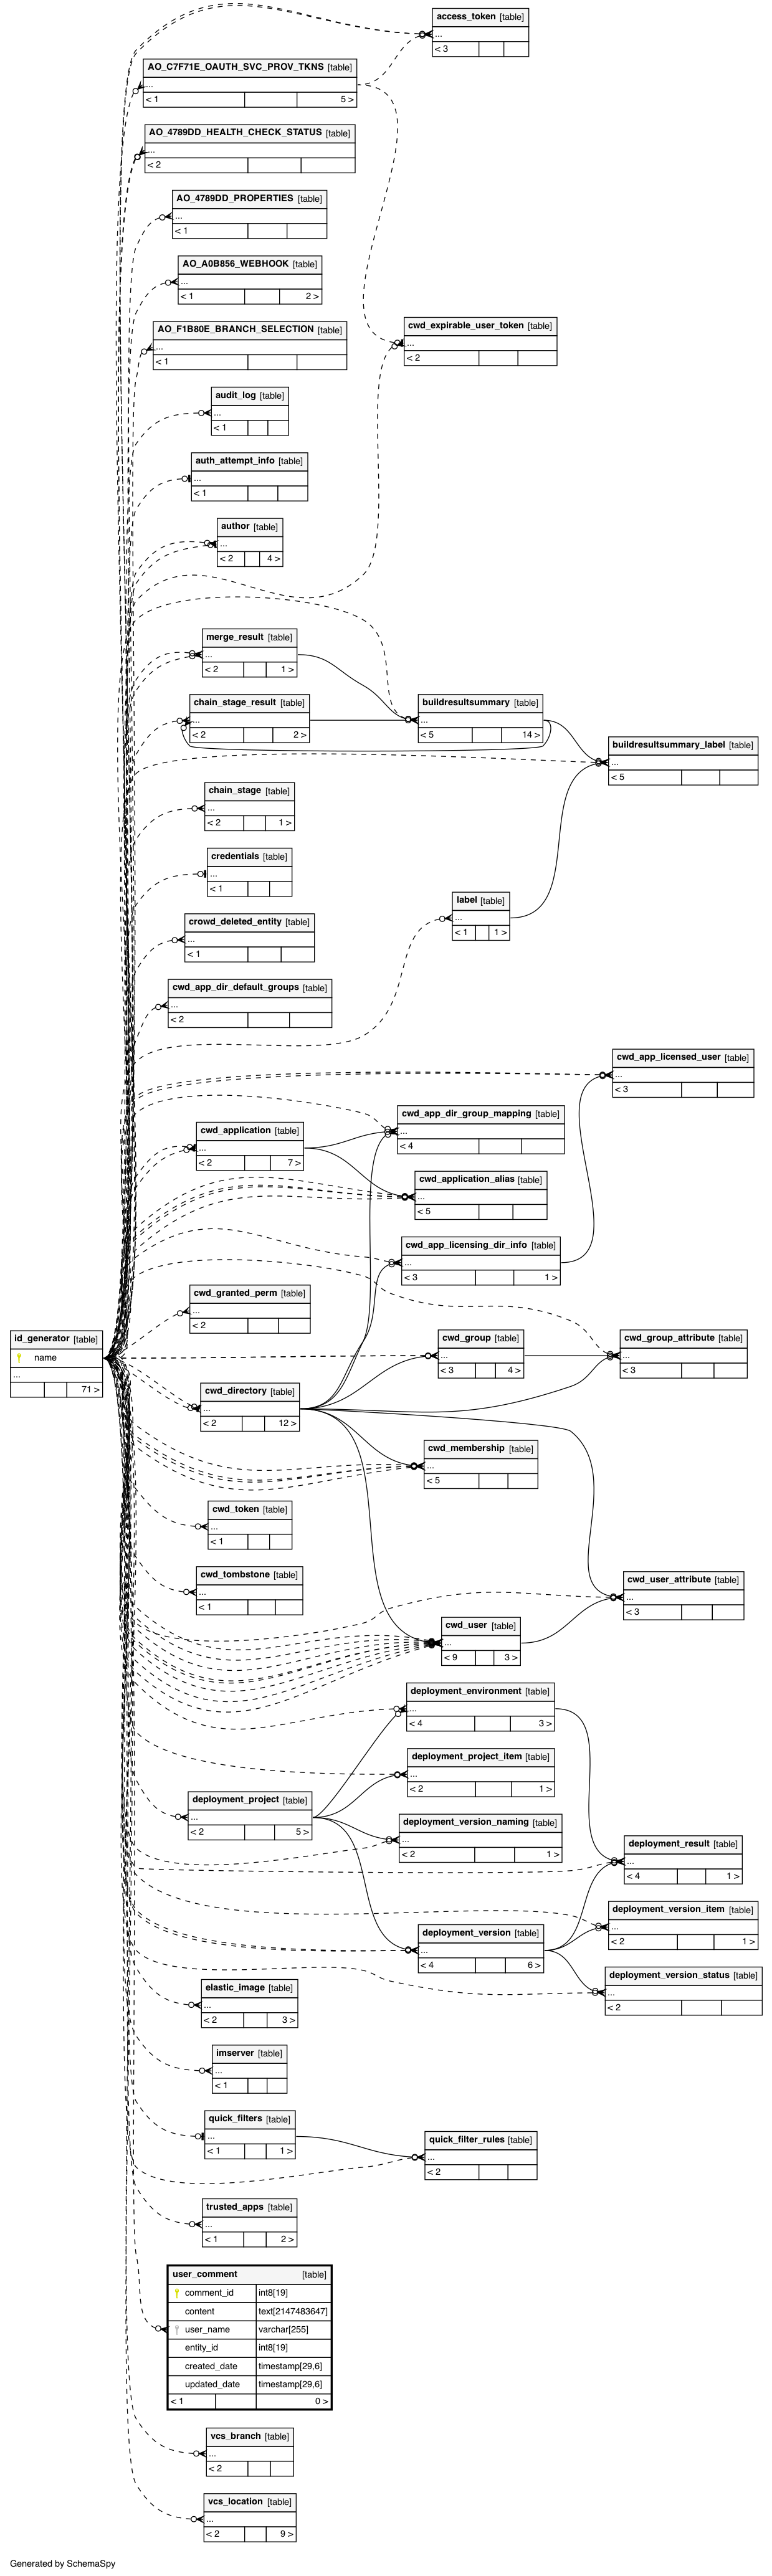 access_token [table]
...
< 3
AO_C7F71E_OAUTH_SVC_PROV_TKNS [table]
...
< 1 5 >
AO_4789DD_HEALTH_CHECK_STATUS [table]
...
< 2
AO_4789DD_PROPERTIES [table]
...
< 1
AO_A0B856_WEBHOOK [table]
...
< 1 2 >
AO_F1B80E_BRANCH_SELECTION [table]
...
< 1
cwd_expirable_user_token [table]
...
< 2
audit_log [table]
...
< 1
auth_attempt_info [table]
...
< 1
author [table]
...
< 2 4 >
merge_result [table]
...
< 2 1 >
chain_stage_result [table]
...
< 2 2 >
buildresultsummary [table]
...
< 5 14 >
buildresultsummary_label [table]
...
< 5
chain_stage [table]
...
< 2 1 >
credentials [table]
...
< 1
label [table]
...
< 1 1 >
crowd_deleted_entity [table]
...
< 1
cwd_app_dir_default_groups [table]
...
< 2
cwd_app_licensed_user [table]
...
< 3
cwd_app_dir_group_mapping [table]
...
< 4
cwd_application [table]
...
< 2 7 >
cwd_application_alias [table]
...
< 5
cwd_app_licensing_dir_info [table]
...
< 3 1 >
cwd_granted_perm [table]
...
< 2
id_generator [table]
name
...
71 >
cwd_group [table]
...
< 3 4 >
cwd_group_attribute [table]
...
< 3
cwd_directory [table]
...
< 2 12 >
cwd_membership [table]
...
< 5
cwd_token [table]
...
< 1
cwd_tombstone [table]
...
< 1
cwd_user_attribute [table]
...
< 3
cwd_user [table]
...
< 9 3 >
deployment_environment [table]
...
< 4 3 >
deployment_project_item [table]
...
< 2 1 >
deployment_project [table]
...
< 2 5 >
deployment_version_naming [table]
...
< 2 1 >
deployment_result [table]
...
< 4 1 >
deployment_version_item [table]
...
< 2 1 >
deployment_version [table]
...
< 4 6 >
deployment_version_status [table]
...
< 2
elastic_image [table]
...
< 2 3 >
imserver [table]
...
< 1
quick_filters [table]
...
< 1 1 >
quick_filter_rules [table]
...
< 2
trusted_apps [table]
...
< 1 2 >
user_comment [table]
comment_id int8[19]
content text[2147483647]
user_name varchar[255]
entity_id int8[19]
created_date timestamp[29,6]
updated_date timestamp[29,6]
< 1 0 >
vcs_branch [table]
...
< 2
vcs_location [table]
...
< 2 9 >
Generated by SchemaSpy